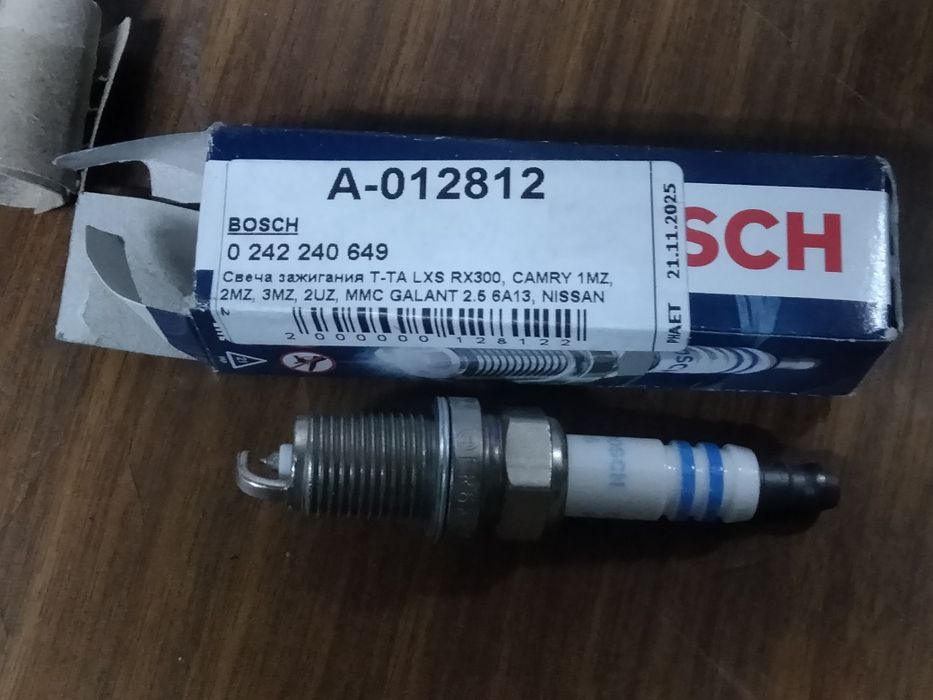 A-012812
BOSCH
0 242 240 649
Свеча зажигания T-TA LXS RX300, CAMRY 1MZ,
2MZ, 3MZ, 2UZ, MMC GALANT 2.5 6A13, NISSAN
2 000000 128122
21.11.2025
РНАЕТ
SCH